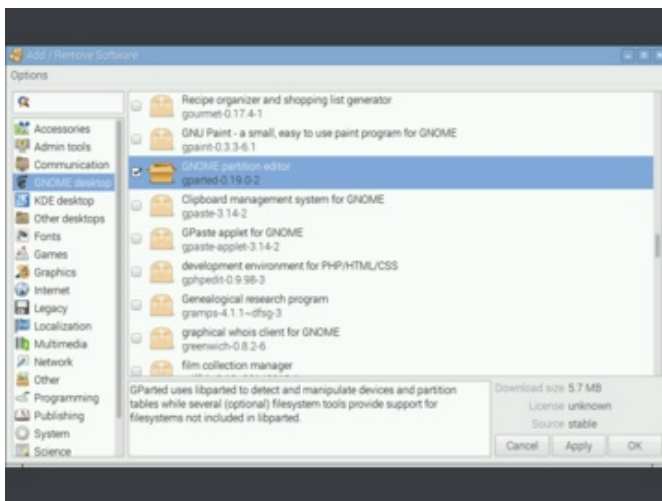 Add / Remove Software
Options
Accessories
Admin tools
Communication
GNOME desktop
KDE desktop
Other desktops
Fonts
Games
Graphics
Internet
Legacy
Localization
Multimedia
Network
Other
Programming
Publishing
System
Science
Recipe organizer and shopping list generator
gourmet-0.17.4-1
GNU Paint - a small, easy to use paint program for GNOME
gpaint-0.3.3-6.1
GNOME partition editor
gparted-0.19.0-2
Clipboard management system for GNOME
gpaste-3.14-2
GPaste applet for GNOME
gpaste-applet-3.14-2
development environment for PHP/HTML/CSS
gphpedit-0.9.98-3
Genealogical research program
gramps-4.1.1~dfsg-3
graphical whois client for GNOME
greenwich-0.8.2-6
film collection manager
GParted uses libparted to detect and manipulate devices and partition
tables while several (optional) filesystem tools provide support for
filesystems not included in libparted.
Download size 5.7 MB
License unknown
Source stable
Cancel Apply OK